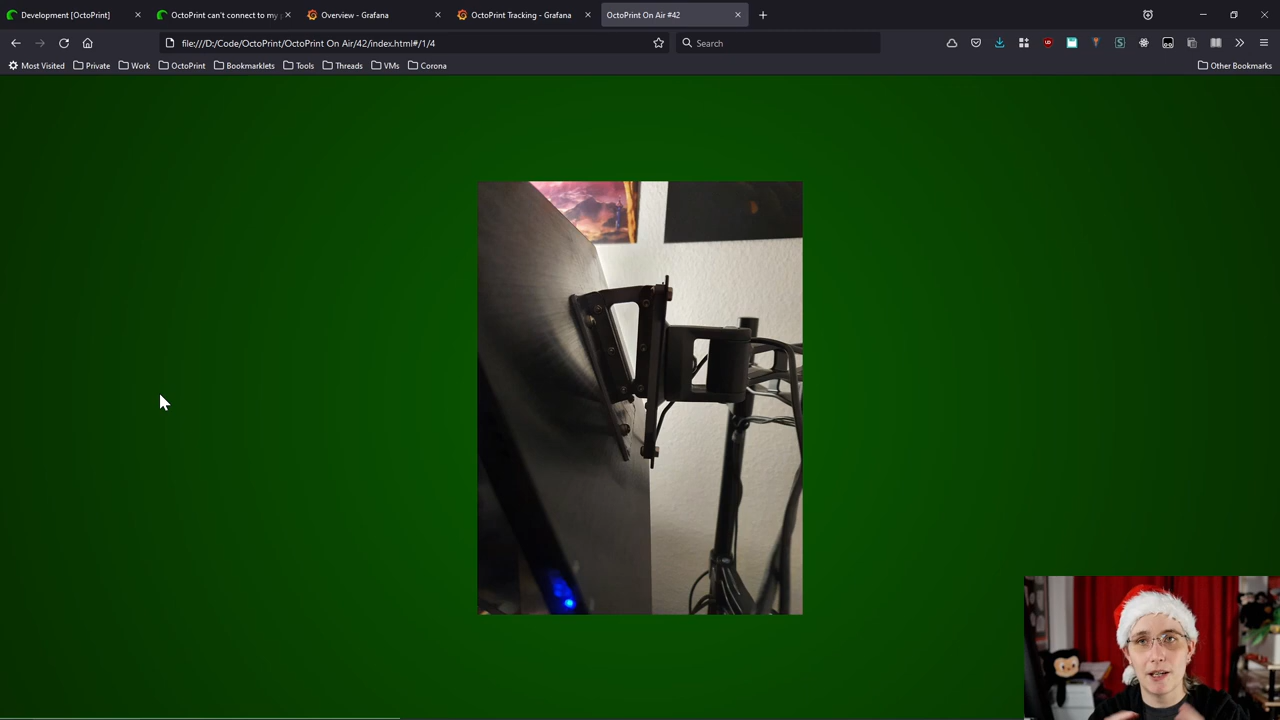 Development [OctoPrint]
OctoPrint can't connect to my p
Overview - Grafana
OctoPrint Tracking - Grafana
OctoPrint On Air #42
file:///D:/Code/OctoPrint/OctoPrint On Air/42/index.html#/1/4
Search
Most Visited
Private
Work
OctoPrint
Bookmarklets
Tools
Threads
VMs
Corona
Other Bookmarks